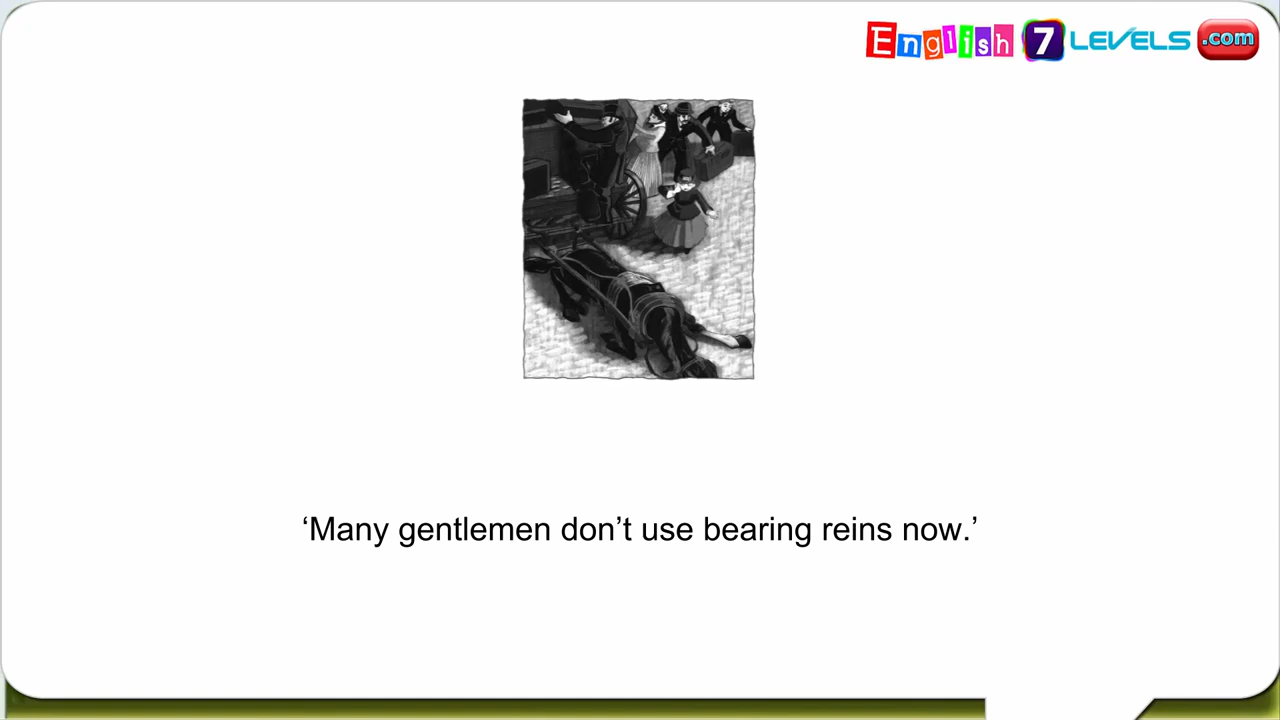 English 7 LEVELS .com
‘Many gentlemen don’t use bearing reins now.’